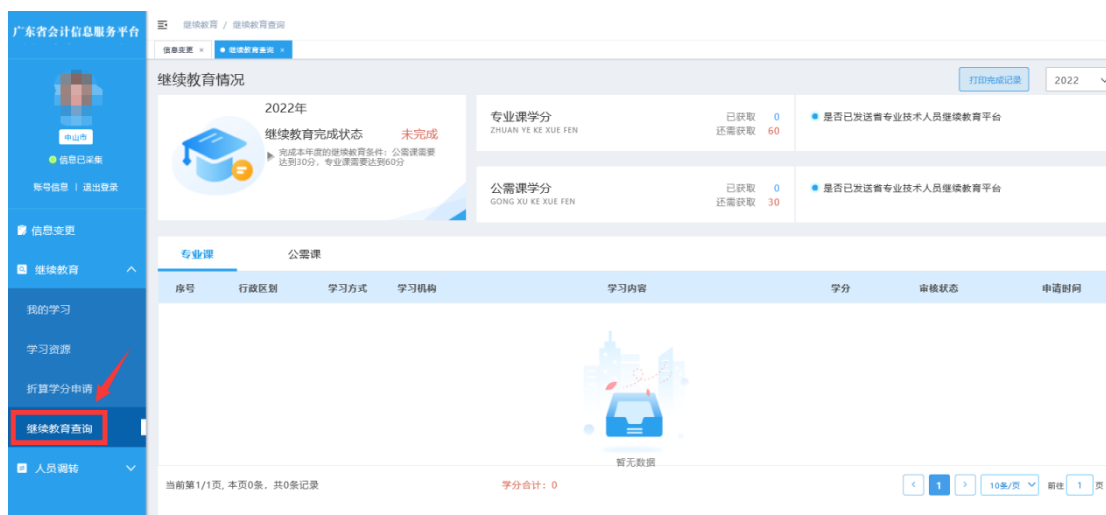 广东省会计信息服务平台
中山市
信息已采集
账号信息 | 退出登录
信息变更
继续教育
我的学习
学习资源
折算学分申请
继续教育查询
人员调转
继续教育 / 继续教育查询
信息变更 ×
继续教育查询 ×
继续教育情况
打印完成记录
2022
2022年
继续教育完成状态 未完成
完成本年度的继续教育条件：公需课需要
达到30分，专业课需要达到60分
专业课学分
ZHUAN YE KE XUE FEN
已获取 0
还需获取 60
是否已发送省专业技术人员继续教育平台
公需课学分
GONG XU KE XUE FEN
已获取 0
还需获取 30
是否已发送省专业技术人员继续教育平台
专业课 公需课
序号 行政区划 学习方式 学习机构 学习内容 学分 审核状态 申请时间
暂无数据
当前第1/1页, 本页0条，共0条记录 学分合计：0 < 1 > 10条/页 前往 1 页